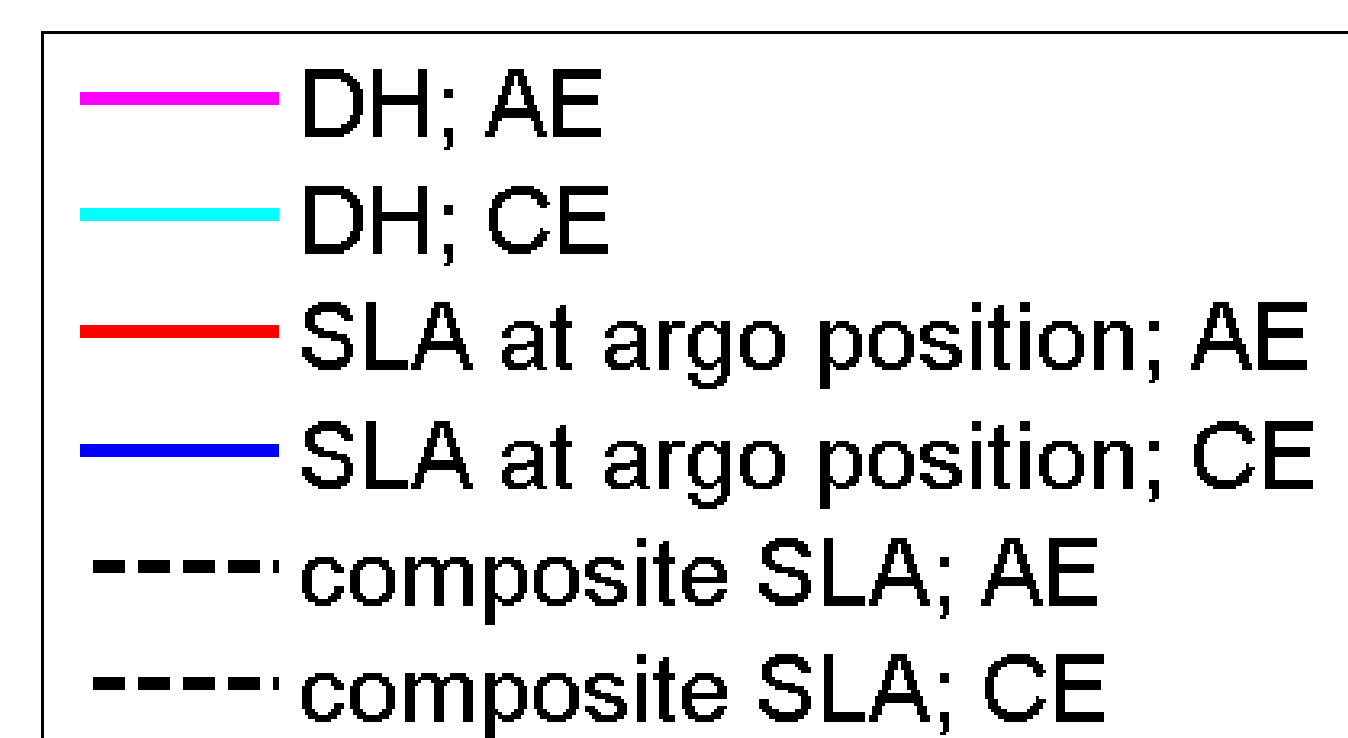 DH; AE
DH; CE
SLA at argo position; AE
SLA at argo position; CE
composite SLA; AE
composite SLA; CE